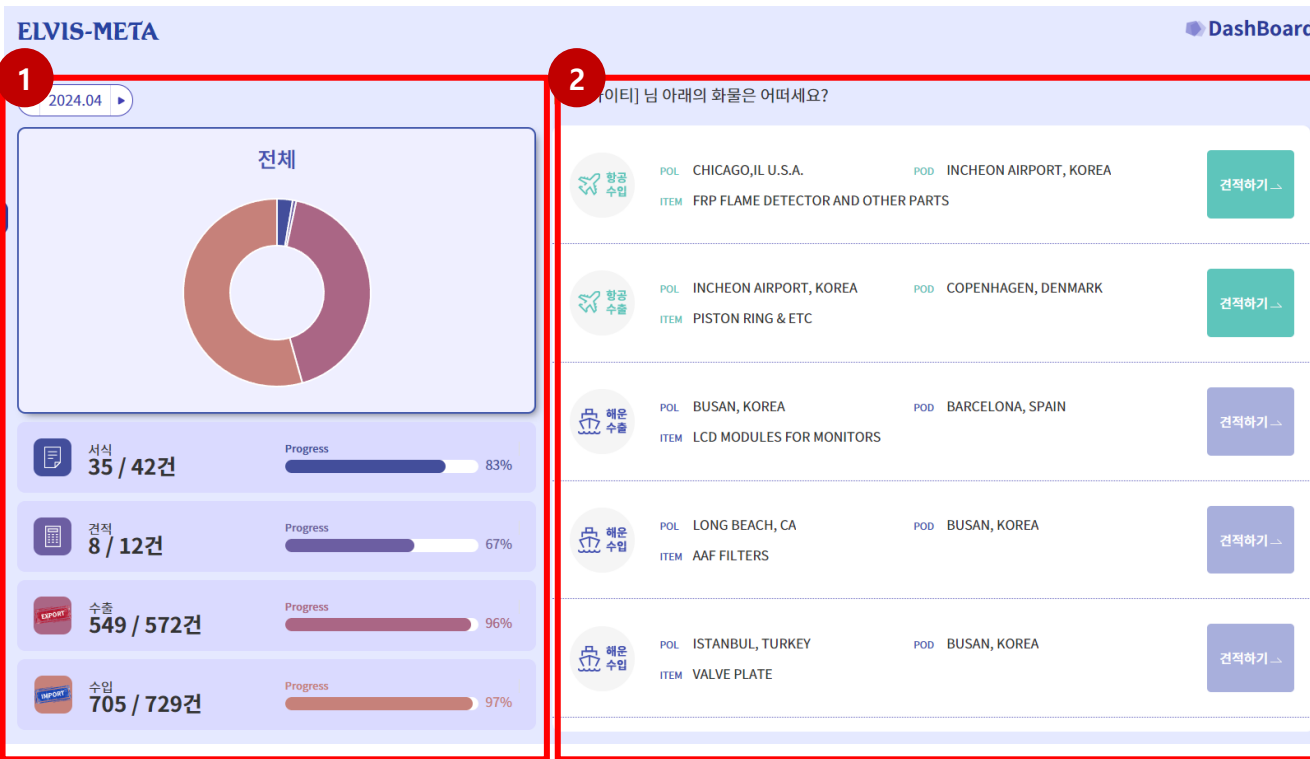 ELVIS-META
DashBoard
1
2024.04
전체
서식
35 / 42건
Progress
83%
견적
8 / 12건
Progress
67%
EXPORT
수출
549 / 572건
Progress
96%
IMPORT
수입
705 / 729건
Progress
97%
2
이티] 님 아래의 화물은 어떠세요?
항공
수입
POL CHICAGO,IL U.S.A. POD INCHEON AIRPORT, KOREA
ITEM FRP FLAME DETECTOR AND OTHER PARTS
견적하기
항공
수출
POL INCHEON AIRPORT, KOREA POD COPENHAGEN, DENMARK
ITEM PISTON RING & ETC
견적하기
해운
수출
POL BUSAN, KOREA POD BARCELONA, SPAIN
ITEM LCD MODULES FOR MONITORS
견적하기
해운
수입
POL LONG BEACH, CA POD BUSAN, KOREA
ITEM AAF FILTERS
견적하기
해운
수입
POL ISTANBUL, TURKEY POD BUSAN, KOREA
ITEM VALVE PLATE
견적하기